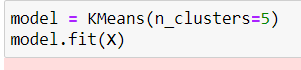 model = KMeans(n_clusters=5)
model.fit(X)